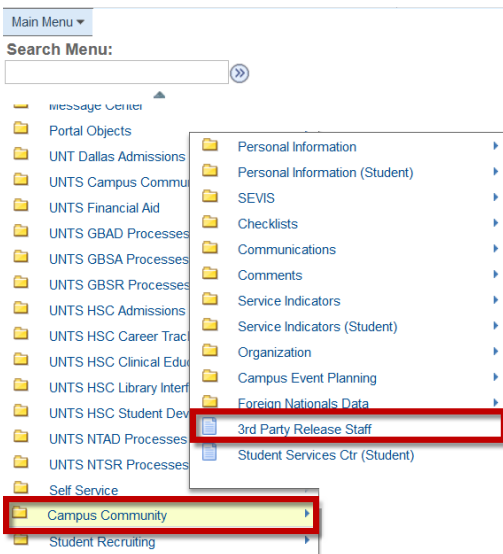 Main Menu
Search Menu:
Message Center
Portal Objects
UNT Dallas Admissions
UNTS Campus Commu
UNTS Financial Aid
UNTS GBAD Processes
UNTS GBSA Processes
UNTS GBSR Processes
UNTS HSC Admissions
UNTS HSC Career Trac
UNTS HSC Clinical Educ
UNTS HSC Library Interf
UNTS HSC Student Dev
UNTS NTAD Processes
UNTS NTSR Processes
Self Service
Campus Community
Student Recruiting
Personal Information
Personal Information (Student)
SEVIS
Checklists
Communications
Comments
Service Indicators
Service Indicators (Student)
Organization
Campus Event Planning
Foreign Nationals Data
3rd Party Release Staff
Student Services Ctr (Student)